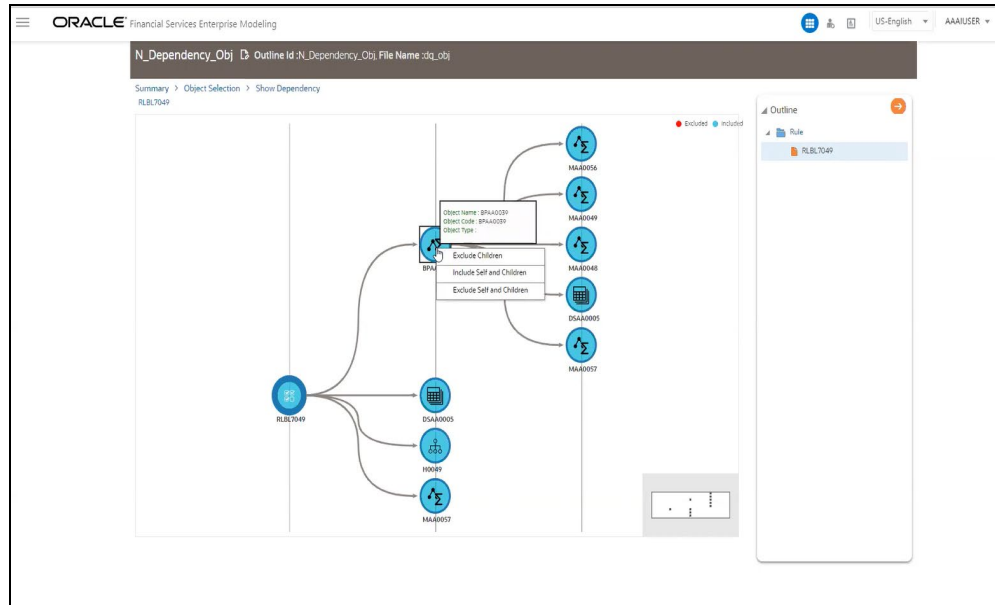 ORACLE Financial Services Enterprise Modeling
US-English
AAAIUSER
N_Dependency_Obj Outline Id :N_Dependency_Obj, File Name :dq_obj
Summary > Object Selection > Show Dependency
RLBL7049
Excluded Included
Outline
Rule
RLBL7049
MAA0056
Object Name : BPAA0039
Object Code : BPAA0039
Object Type :
MAA0049
Exclude Children
BPAA
MAA0048
Include Self and Children
Exclude Self and Children
DSAA0005
MAA0057
RLBL7049
DSAA0005
H0049
MAA0057